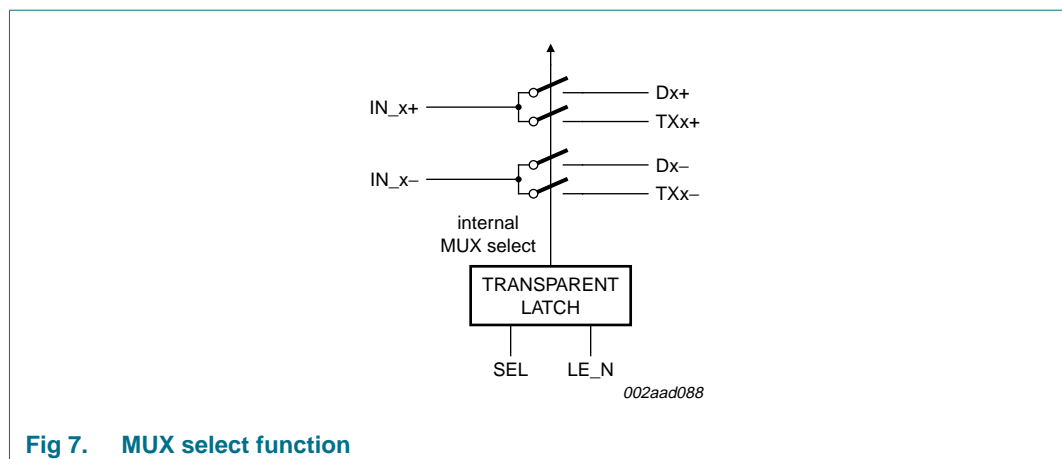 Dx+
IN_x+
TXx+
Dx−
IN_x−
TXx−
internal
MUX select
TRANSPARENT
LATCH
SEL LE_N
002aad088
Fig 7. MUX select function